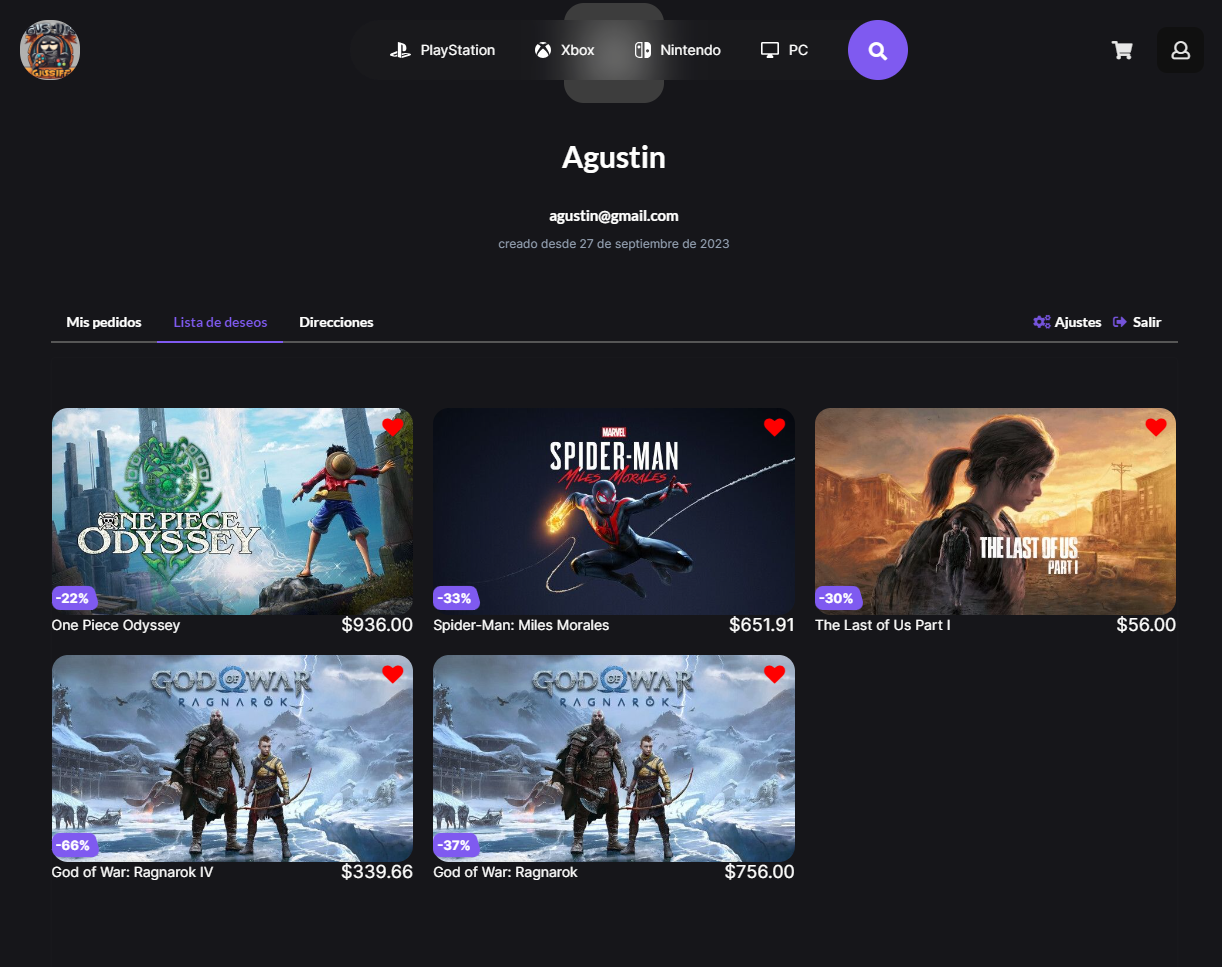 PlayStation Xbox Nintendo PC
Agustin
agustin@gmail.com
creado desde 27 de septiembre de 2023
Mis pedidos Lista de deseos Direcciones Ajustes Salir
ONE PIECE
ODYSSEY
-22%
One Piece Odyssey $936.00
MARVEL
SPIDER-MAN
MILES MORALES
-33%
Spider-Man: Miles Morales $651.91
THE LAST OF US
PART I
-30%
The Last of Us Part I $56.00
GOD OF WAR
RAGNARÖK
-66%
God of War: Ragnarok IV $339.66
GOD OF WAR
RAGNARÖK
-37%
God of War: Ragnarok $756.00